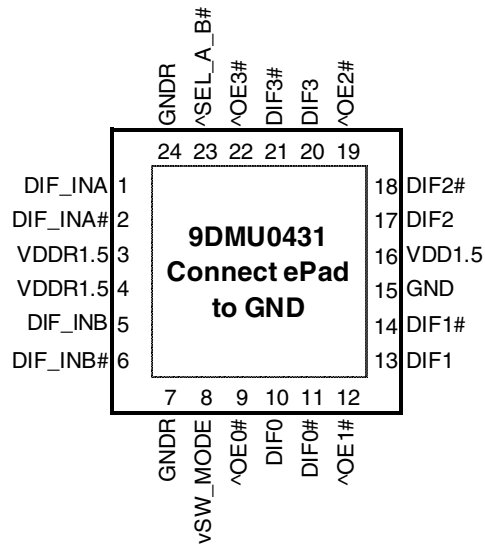 GNDR
^SEL_A_B#
^OE3#
DIF3#
DIF3
^OE2#
24 23 22 21 20 19
DIF_INA 1
DIF_INA# 2
VDDR1.5 3
VDDR1.5 4
DIF_INB 5
DIF_INB# 6
9DMU0431
Connect ePad
to GND
18 DIF2#
17 DIF2
16 VDD1.5
15 GND
14 DIF1#
13 DIF1
7 8 9 10 11 12
GNDR
vSW_MODE
^OE0#
DIF0
DIF0#
^OE1#